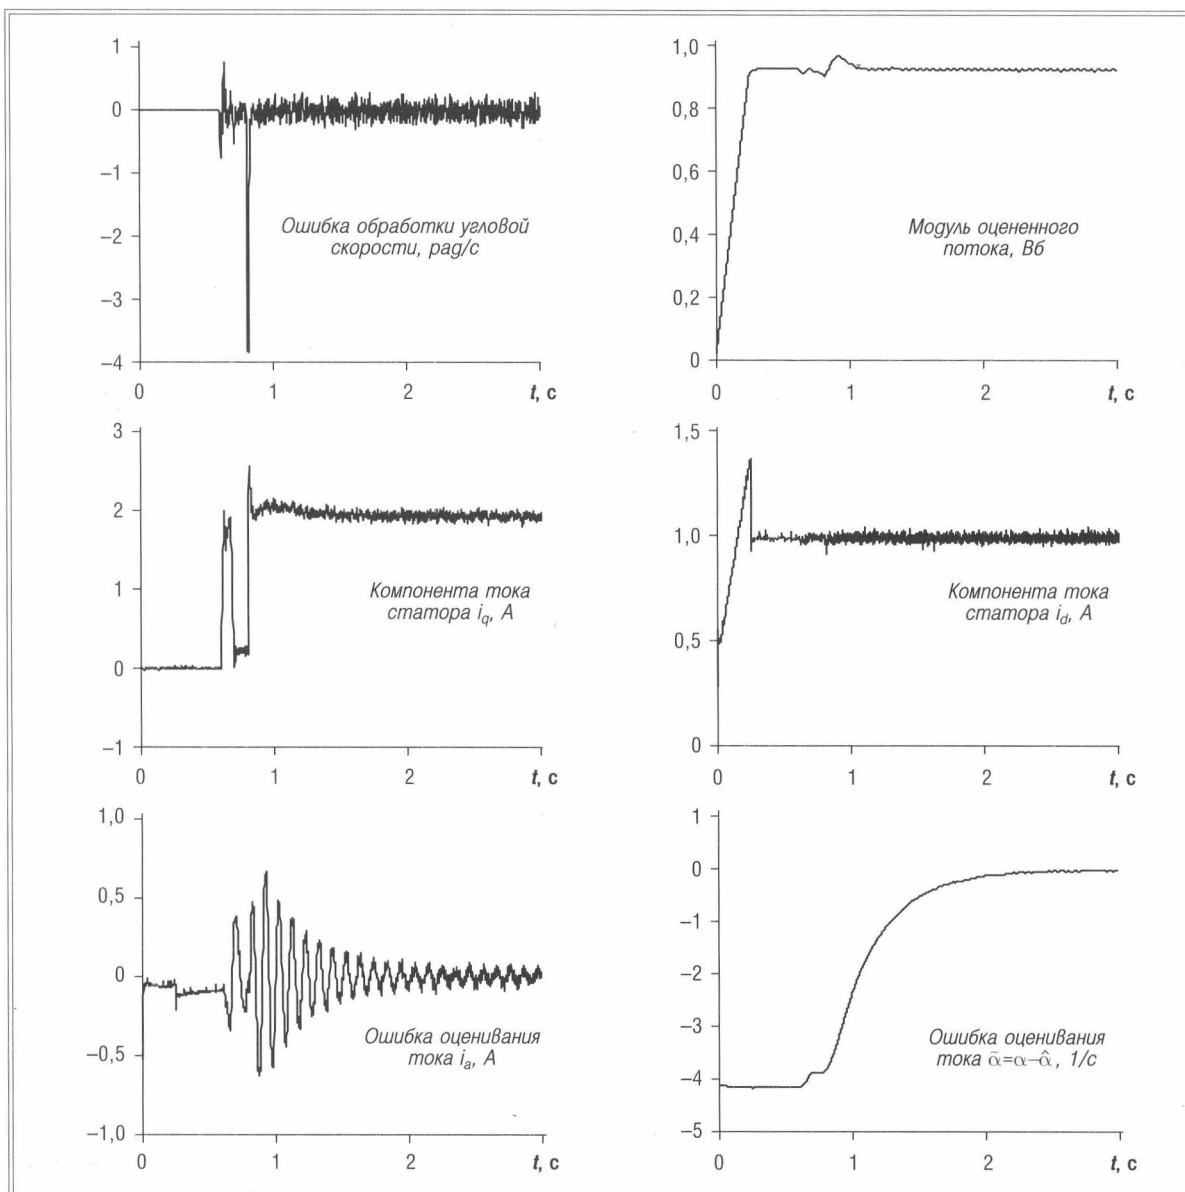 1
0
–1
–2
–3
–4
0
1
2
t, с
Ошибка обработки угловой
скорости, рад/с
1,0
0,8
0,6
0,4
0,2
0
0
1
2
t, с
Модуль оцененного
потока, Вб
3
2
1
0
–1
0
1
2
t, с
Компонента тока
статора iq, А
1,5
1,0
0,5
0
0
1
2
t, с
Компонента тока
статора id, А
1,0
0,5
0
–0,5
–1,0
0
1
2
t, с
Ошибка оценивания
тока ia, А
1
0
–1
–2
–3
–4
–5
0
1
2
t, с
Ошибка оценивания
тока α̃=α–α̂, 1/с